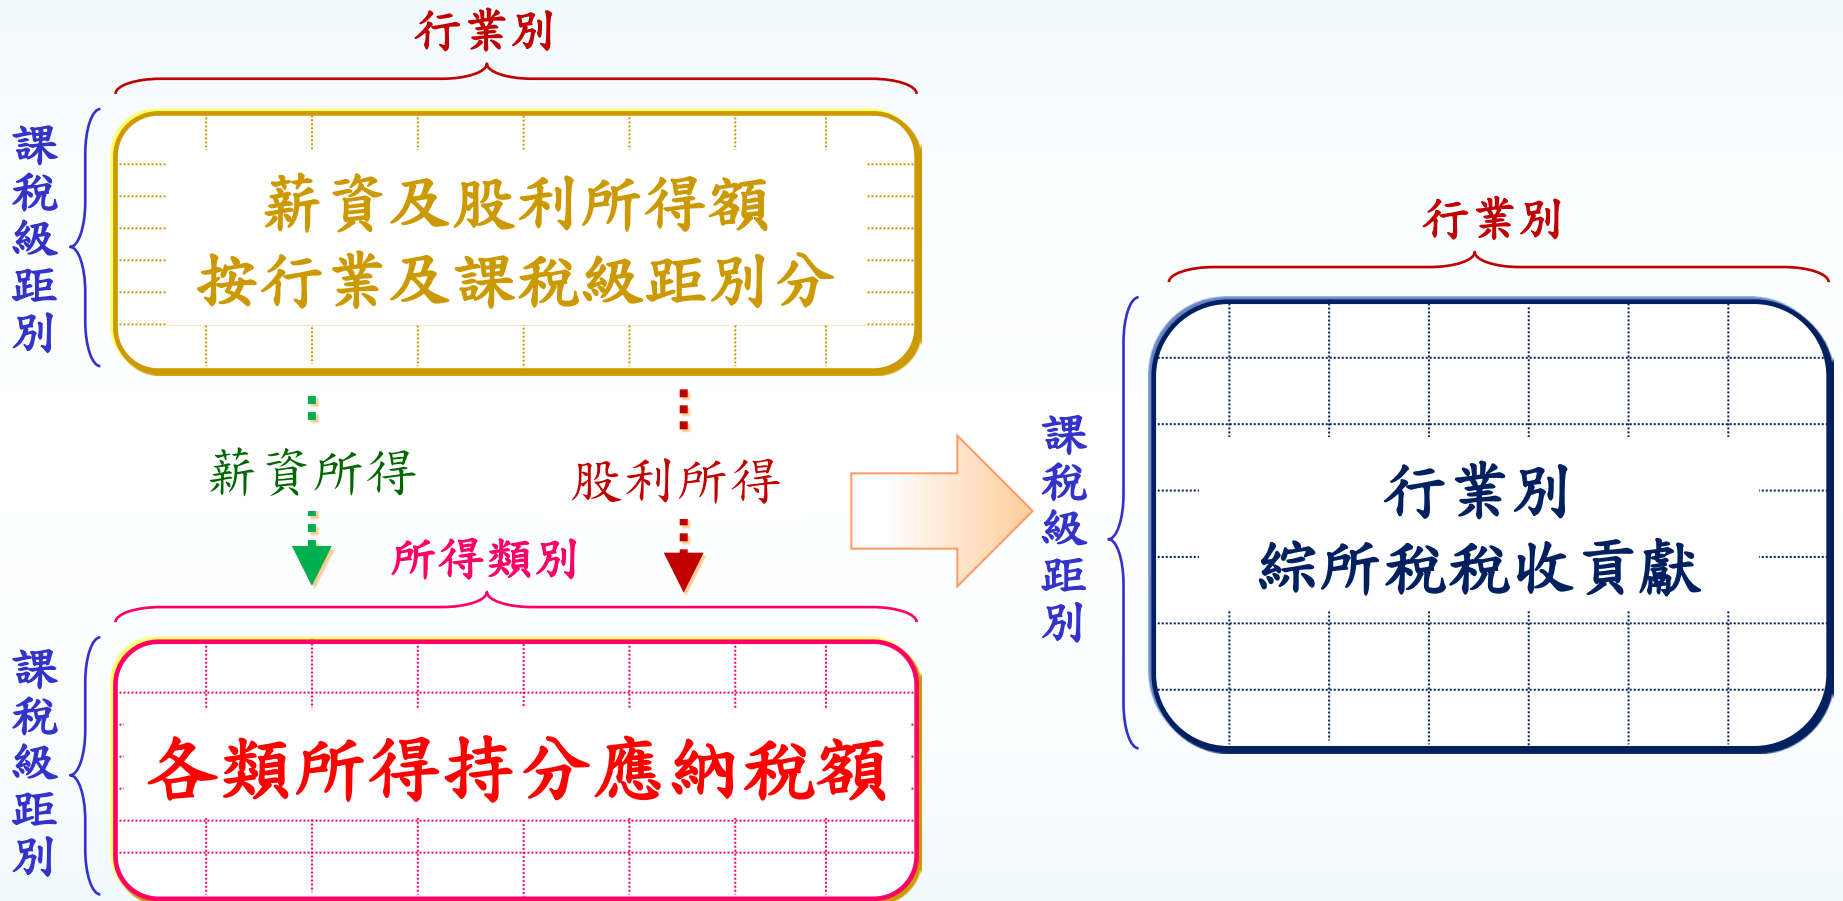 行業別
課稅級距別
薪資及股利所得額
按行業及課稅級距別分
薪資所得
股利所得
所得類別
課稅級距別
各類所得持分應納稅額
行業別
課稅級距別
行業別
綜所稅稅收貢獻